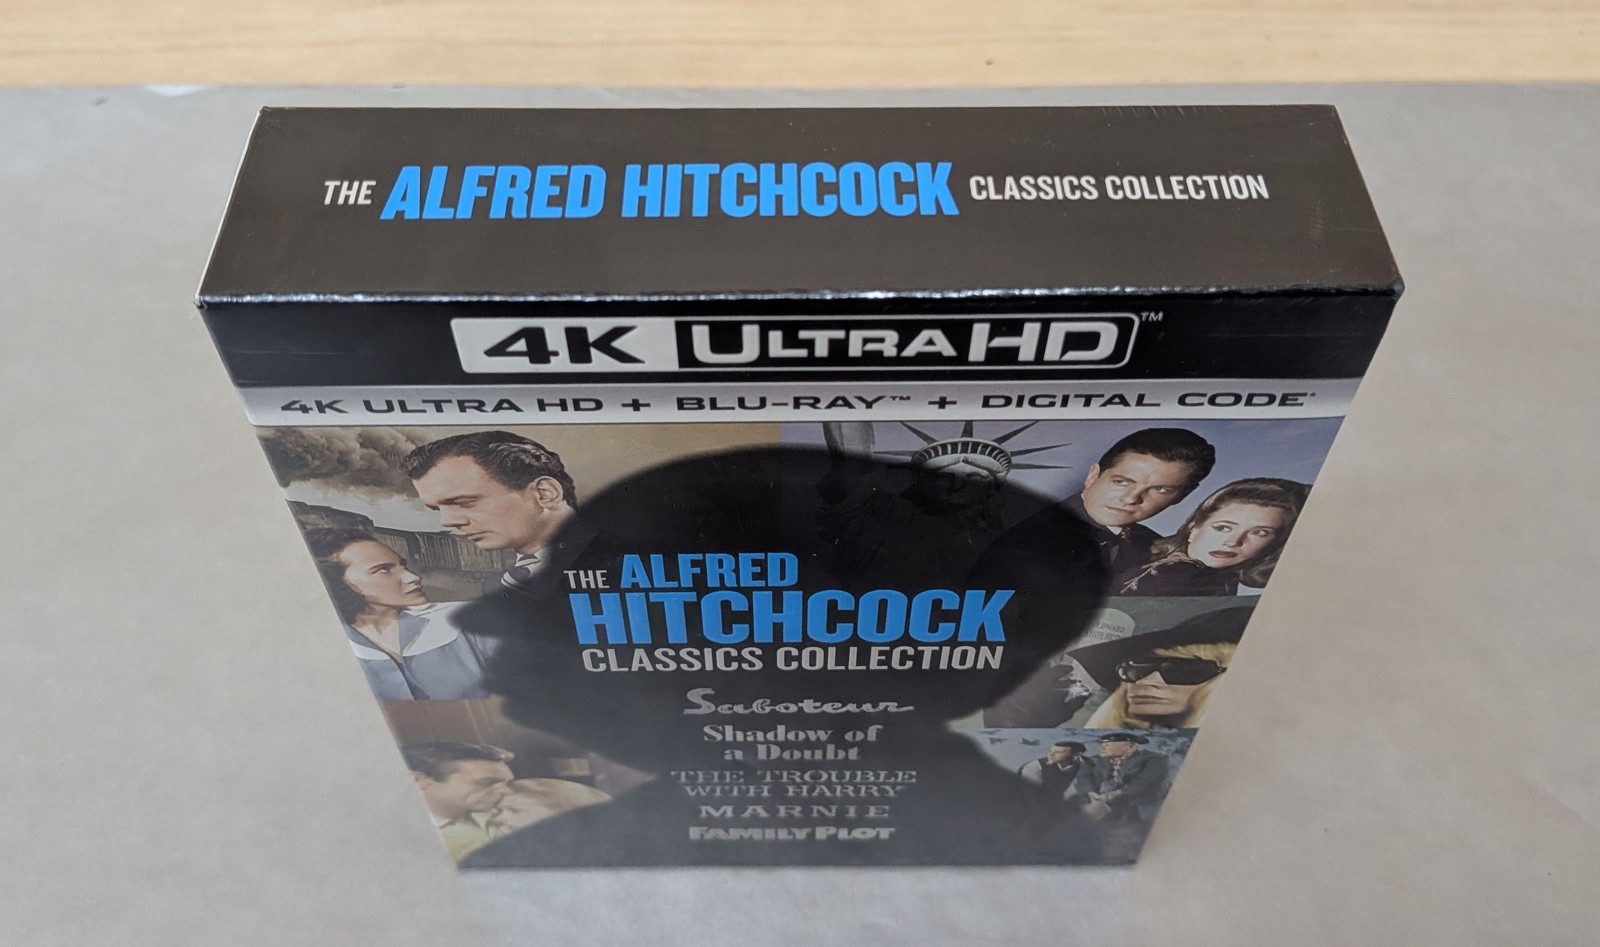 THE ALFRED HITCHCOCK CLASSICS COLLECTION
4K ULTRA HD™
4K ULTRA HD + BLU-RAY™ + DIGITAL CODE*
THE ALFRED
HITCHCOCK
CLASSICS COLLECTION
Saboteur
Shadow of
a Doubt
THE TROUBLE
WITH HARRY
MARNIE
FAMILY PLOT